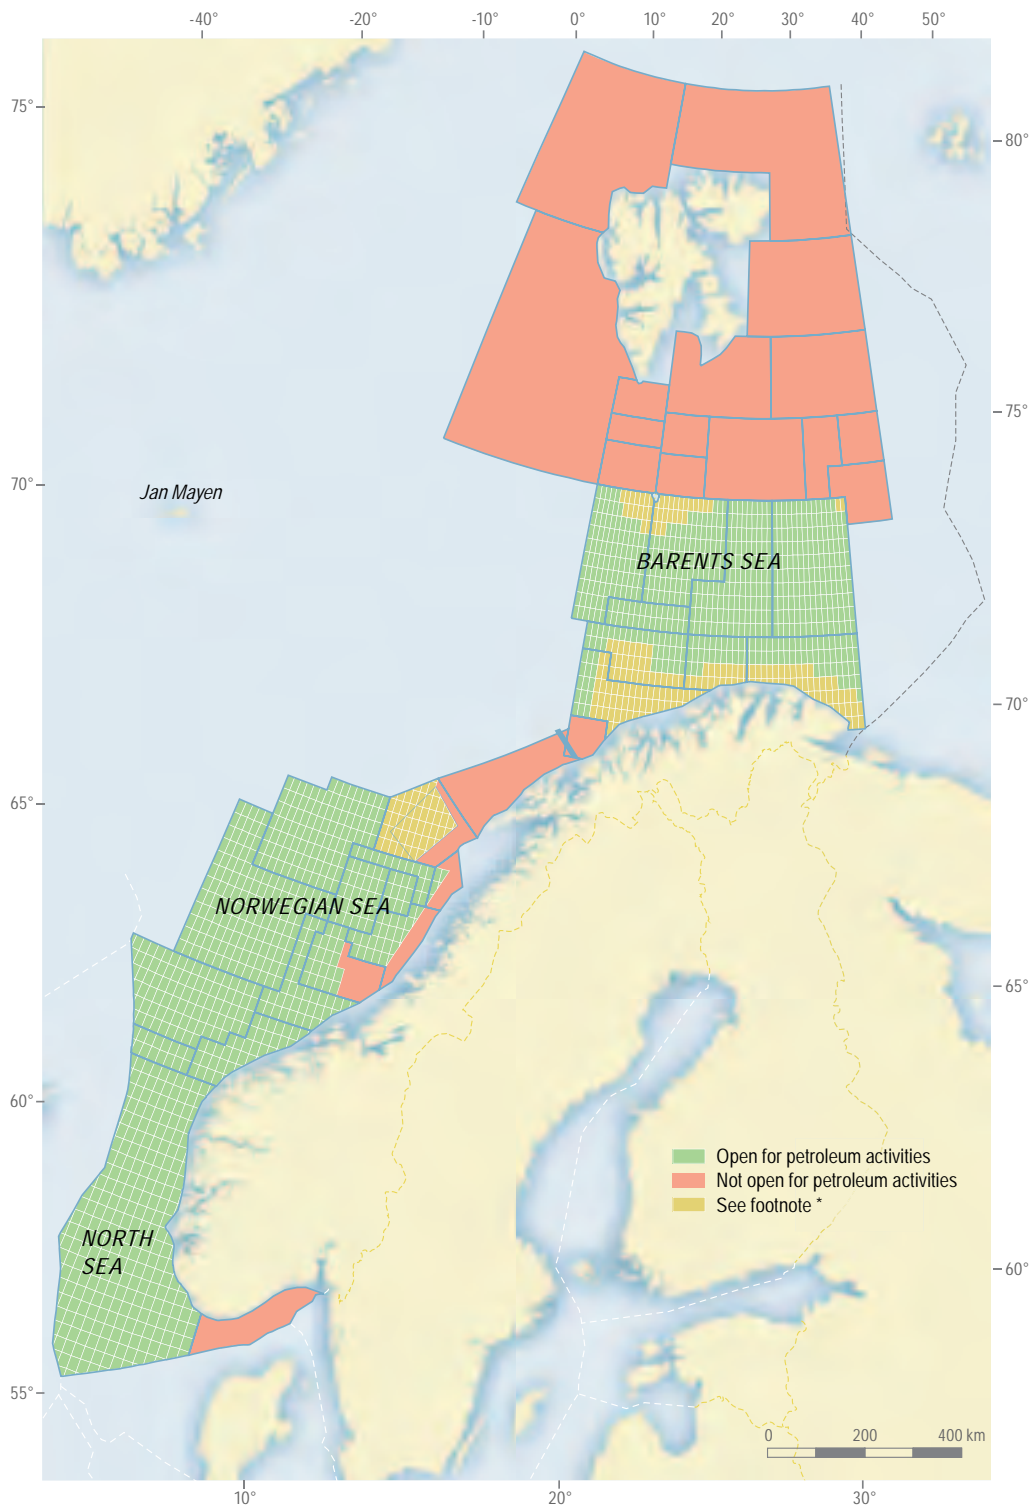 -40° -20° -10° 0° 10° 20° 30° 40° 50°
75°
80°
75°
70°
Jan Mayen
BARENTS SEA
70°
65°
NORWEGIAN SEA
65°
60°
Open for petroleum activities
Not open for petroleum activities
See footnote *
NORTH
SEA
60°
55°
0 200 400 km
10° 20° 30°